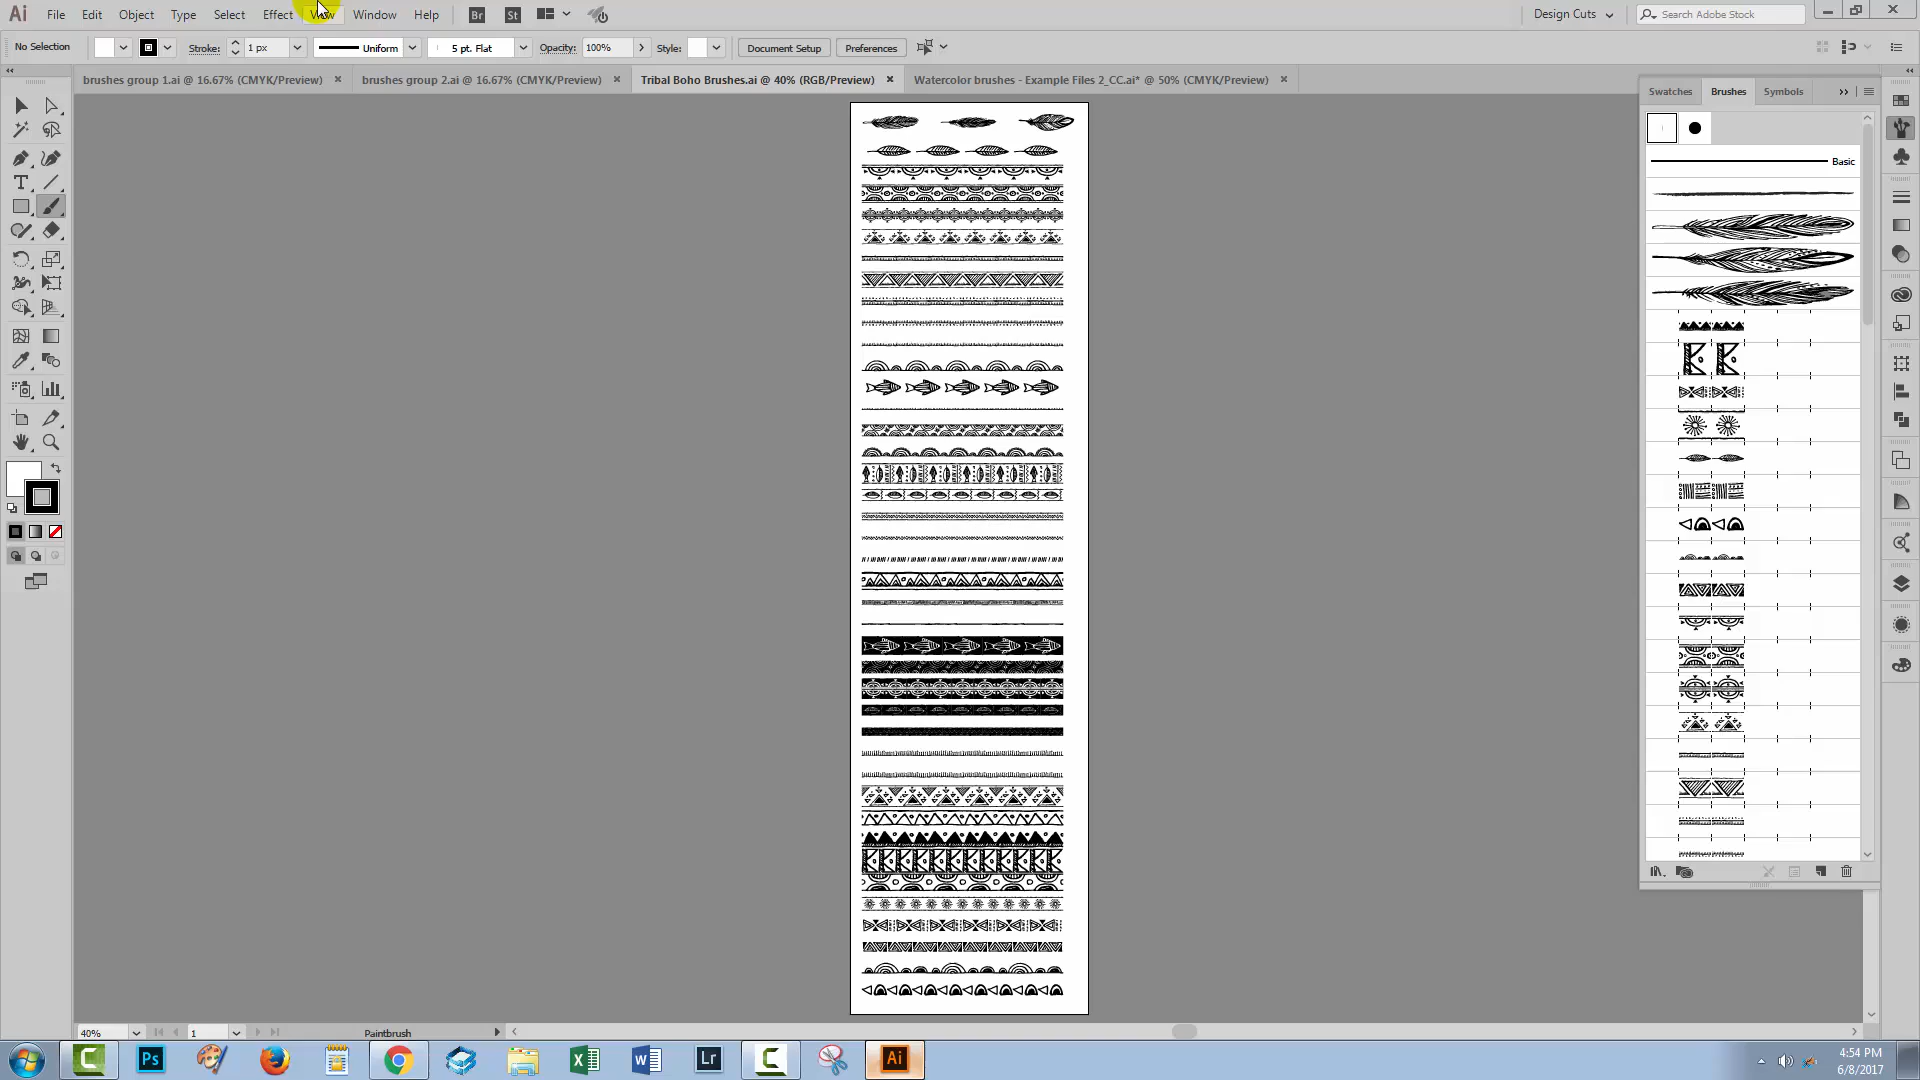 Ai File Edit Object Type Select Effect View Window Help Br St Design Cuts Search Adobe Stock
No Selection Stroke: 1 px Uniform 5 pt. Flat Opacity: 100% Style: Document Setup Preferences
brushes group 1.ai @ 16.67% (CMYK/Preview) brushes group 2.ai @ 16.67% (CMYK/Preview) Tribal Boho Brushes.ai @ 40% (RGB/Preview) Watercolor brushes - Example Files 2_CC.ai* @ 50% (CMYK/Preview)
Swatches Brushes Symbols
Basic
40% 1 Paintbrush
Ps Lr Ai
4:54 PM
6/8/2017